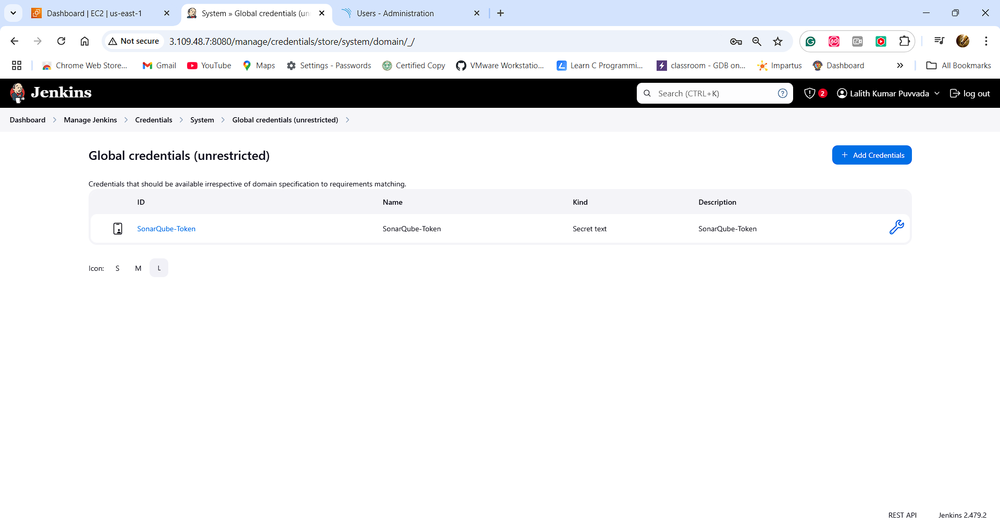 Dashboard | EC2 | us-east-1
System » Global credentials (un
Users - Administration
Not secure
3.109.48.7:8080/manage/credentials/store/system/domain/_/
Chrome Web Store...
Gmail
YouTube
Maps
Settings - Passwords
Certified Copy
VMware Workstatio...
Learn C Programmi...
classroom - GDB on...
Impartus
Dashboard
All Bookmarks
Jenkins
Search (CTRL+K)
2
Lalith Kumar Puvvada
log out
Dashboard
Manage Jenkins
Credentials
System
Global credentials (unrestricted)
Global credentials (unrestricted)
+ Add Credentials
Credentials that should be available irrespective of domain specification to requirements matching.
ID Name Kind Description
SonarQube-Token SonarQube-Token Secret text SonarQube-Token
Icon: S M L
REST API Jenkins 2.479.2